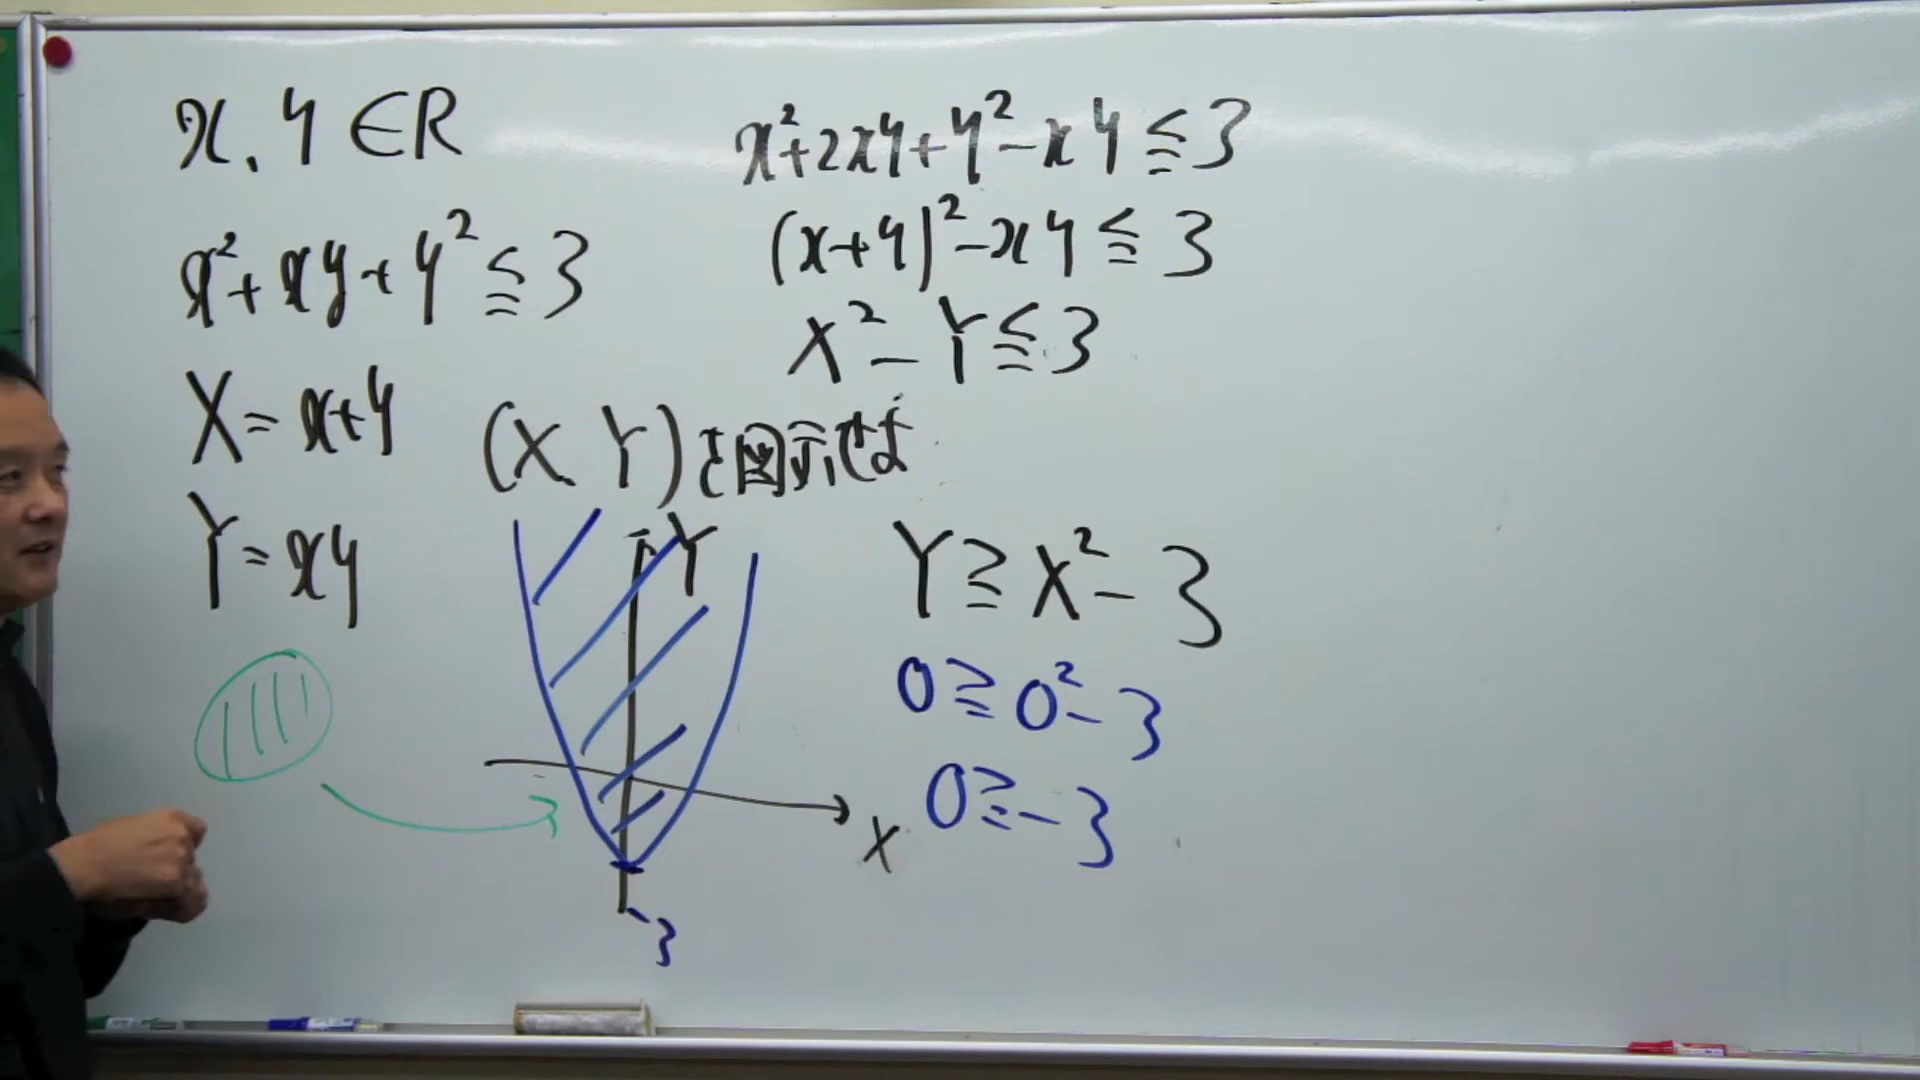 x, y ∈ R
x²+xy+y²≦3
X=x+y
Y=xy
x²+2xy+y²-xy≦3
(x+y)²-xy≦3
X²-Y≦3
(X Y)を図示せよ
Y
X
-3
Y≧X²-3
0≧0²-3
0≧-3